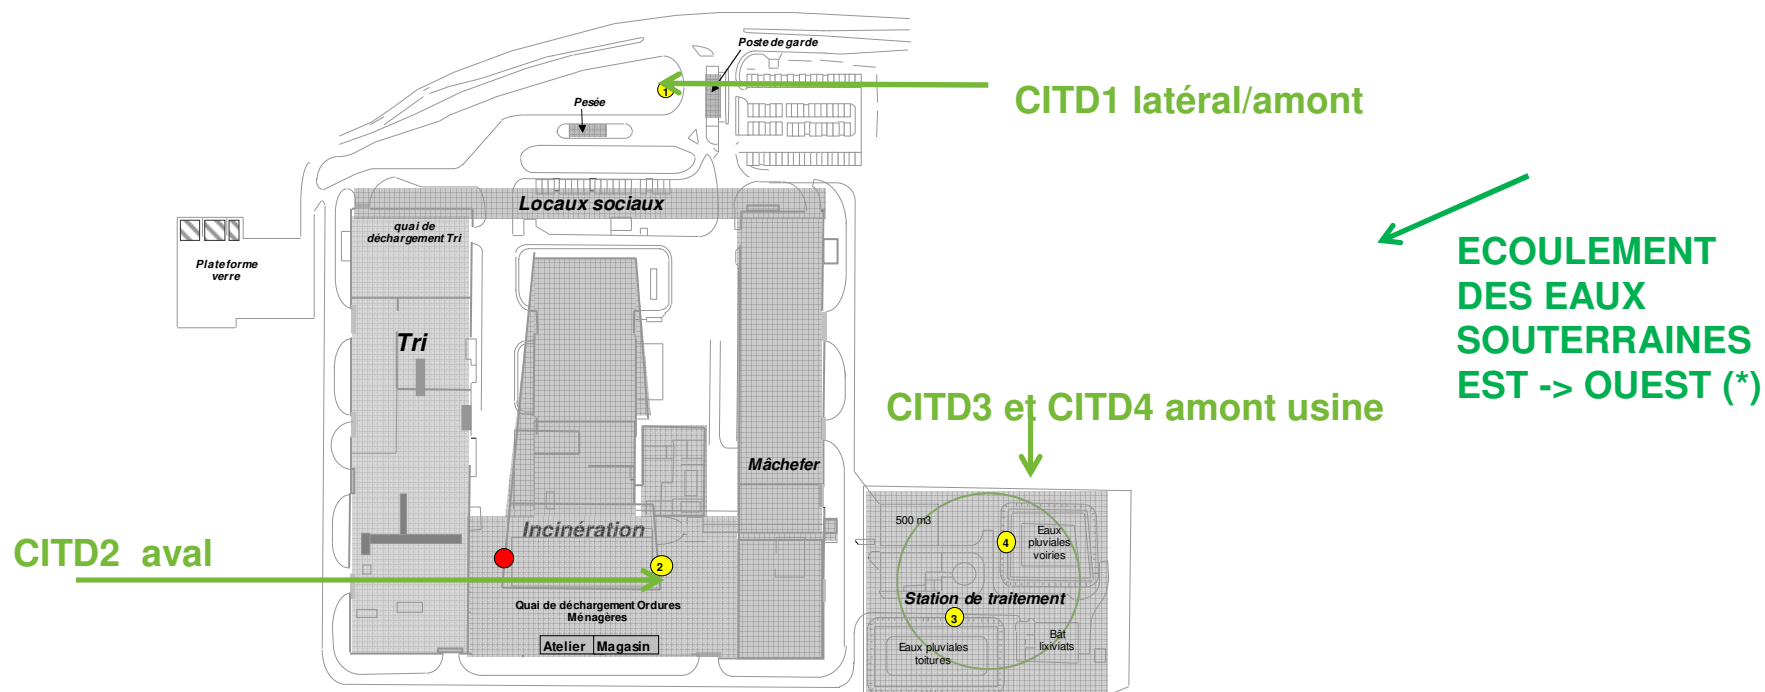 Poste de garde
1
CITD1 latéral/amont
Pesée
Locaux sociaux
quai de
déchargement Tri
Plateforme
verre
ECOULEMENT
DES EAUX
SOUTERRAINES
EST -> OUEST (*)
Tri
CITD3 et CITD4 amont usine
Mâchefer
500 m3
Incinération
Eaux
pluviales
voiries
4
CITD2 aval
2
Station de traitement
Quai de déchargement Ordures
Ménagères
3
Atelier
Magasin
Eaux pluviales
toitures
Bât
lixiviats